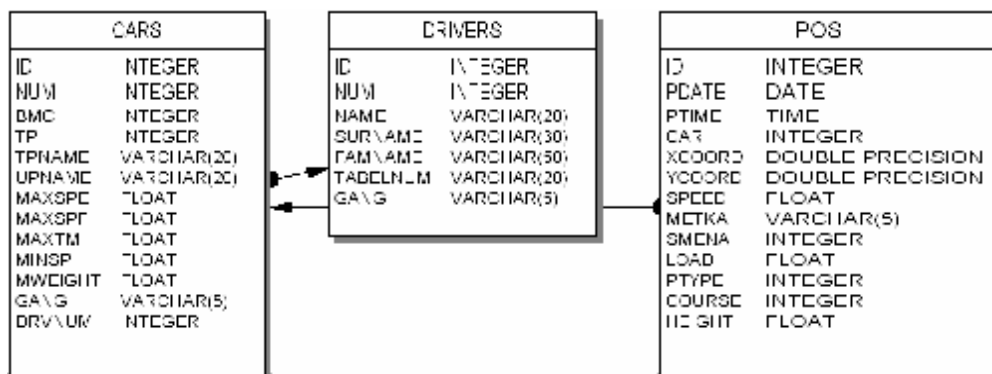 CARS
ID INTEGER
NUM INTEGER
BMC INTEGER
TP INTEGER
TPNAME VARCHAR(20)
UPNAME VARCHAR(20)
MAXSPE FLOAT
MAXSPF FLOAT
MAXTM FLOAT
MINSP FLOAT
MWEIGHT FLOAT
GANG VARCHAR(5)
DRVNUM INTEGER
DRIVERS
ID INTEGER
NUM INTEGER
NAME VARCHAR(20)
SURNAME VARCHAR(30)
FAMNAME VARCHAR(50)
TABELNUM VARCHAR(20)
GANG VARCHAR(5)
POS
ID INTEGER
PDATE DATE
PTIME TIME
CAR INTEGER
XCOORD DOUBLE PRECISION
YCOORD DOUBLE PRECISION
SPEED FLOAT
METKA VARCHAR(5)
SMENA INTEGER
LOAD FLOAT
PTYPE INTEGER
COURSE INTEGER
HEIGHT FLOAT